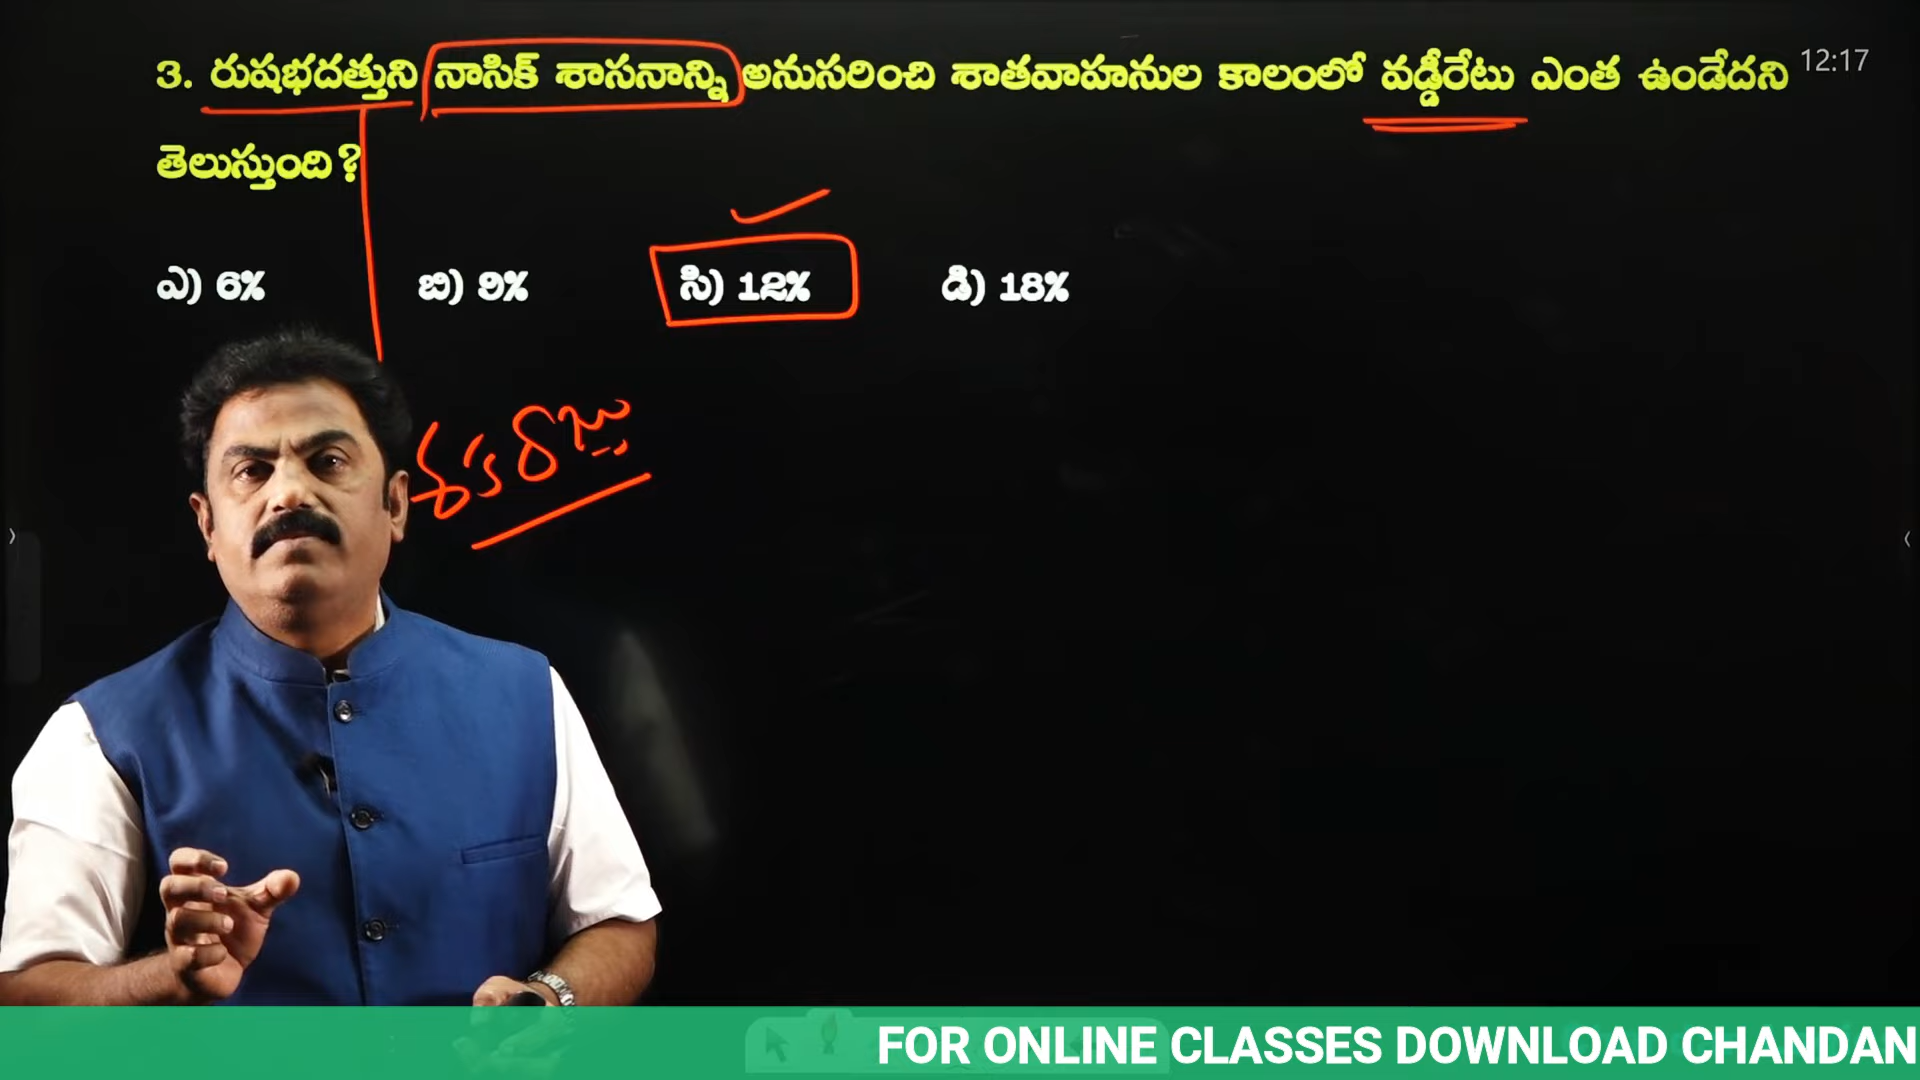 3. రుషభదత్తుని నాసిక్ శాసనాన్ని అనుసరించి శాతవాహనుల కాలంలో వడ్డీరేటు ఎంత ఉండేదని
12:17
తెలుస్తుంది?
ఎ) 6% బి) 9% సి) 12% డి) 18%
FOR ONLINE CLASSES DOWNLOAD CHANDAN